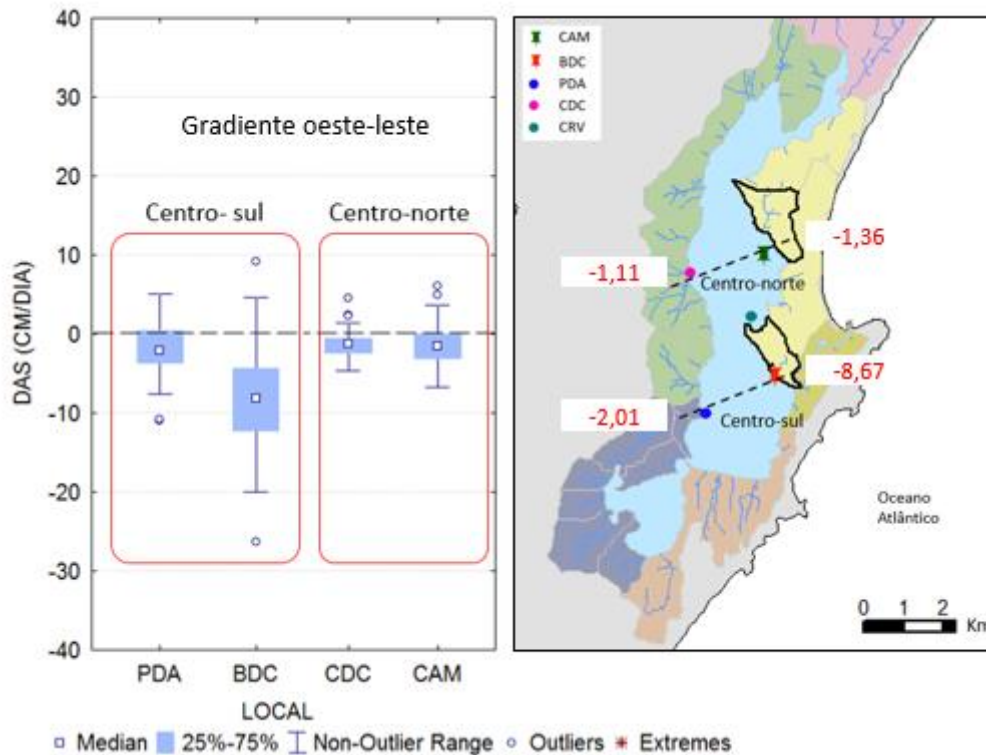 40
30
20
10
0
-10
-20
-30
-40
DAS (CM/DIA)
Gradiente oeste-leste
Centro- sul
Centro-norte
PDA BDC CDC CAM
LOCAL
Median 25%-75% Non-Outlier Range Outliers Extremes
CAM
BDC
PDA
CDC
CRV
-1,36
-1,11
Centro-norte
-8,67
-2,01
Centro-sul
Oceano
Atlântico
0 1 2
Km